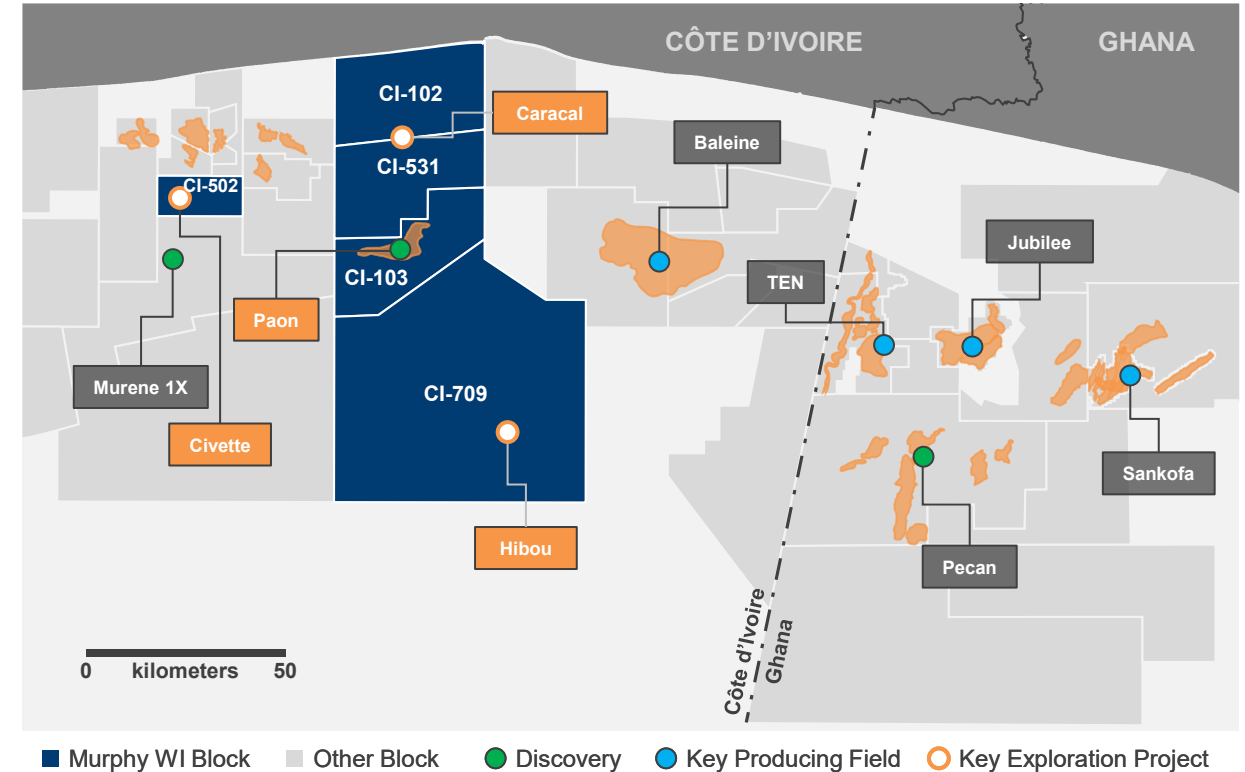 CÔTE D’IVOIRE
GHANA
CI-102
Caracal
Baleine
CI-531
CI-502
Jubilee
TEN
CI-103
Paon
Murene 1X
CI-709
Civette
Sankofa
Hibou
Pecan
Côte d’Ivoire
Ghana
0 kilometers 50
Murphy WI Block
Other Block
Discovery
Key Producing Field
Key Exploration Project